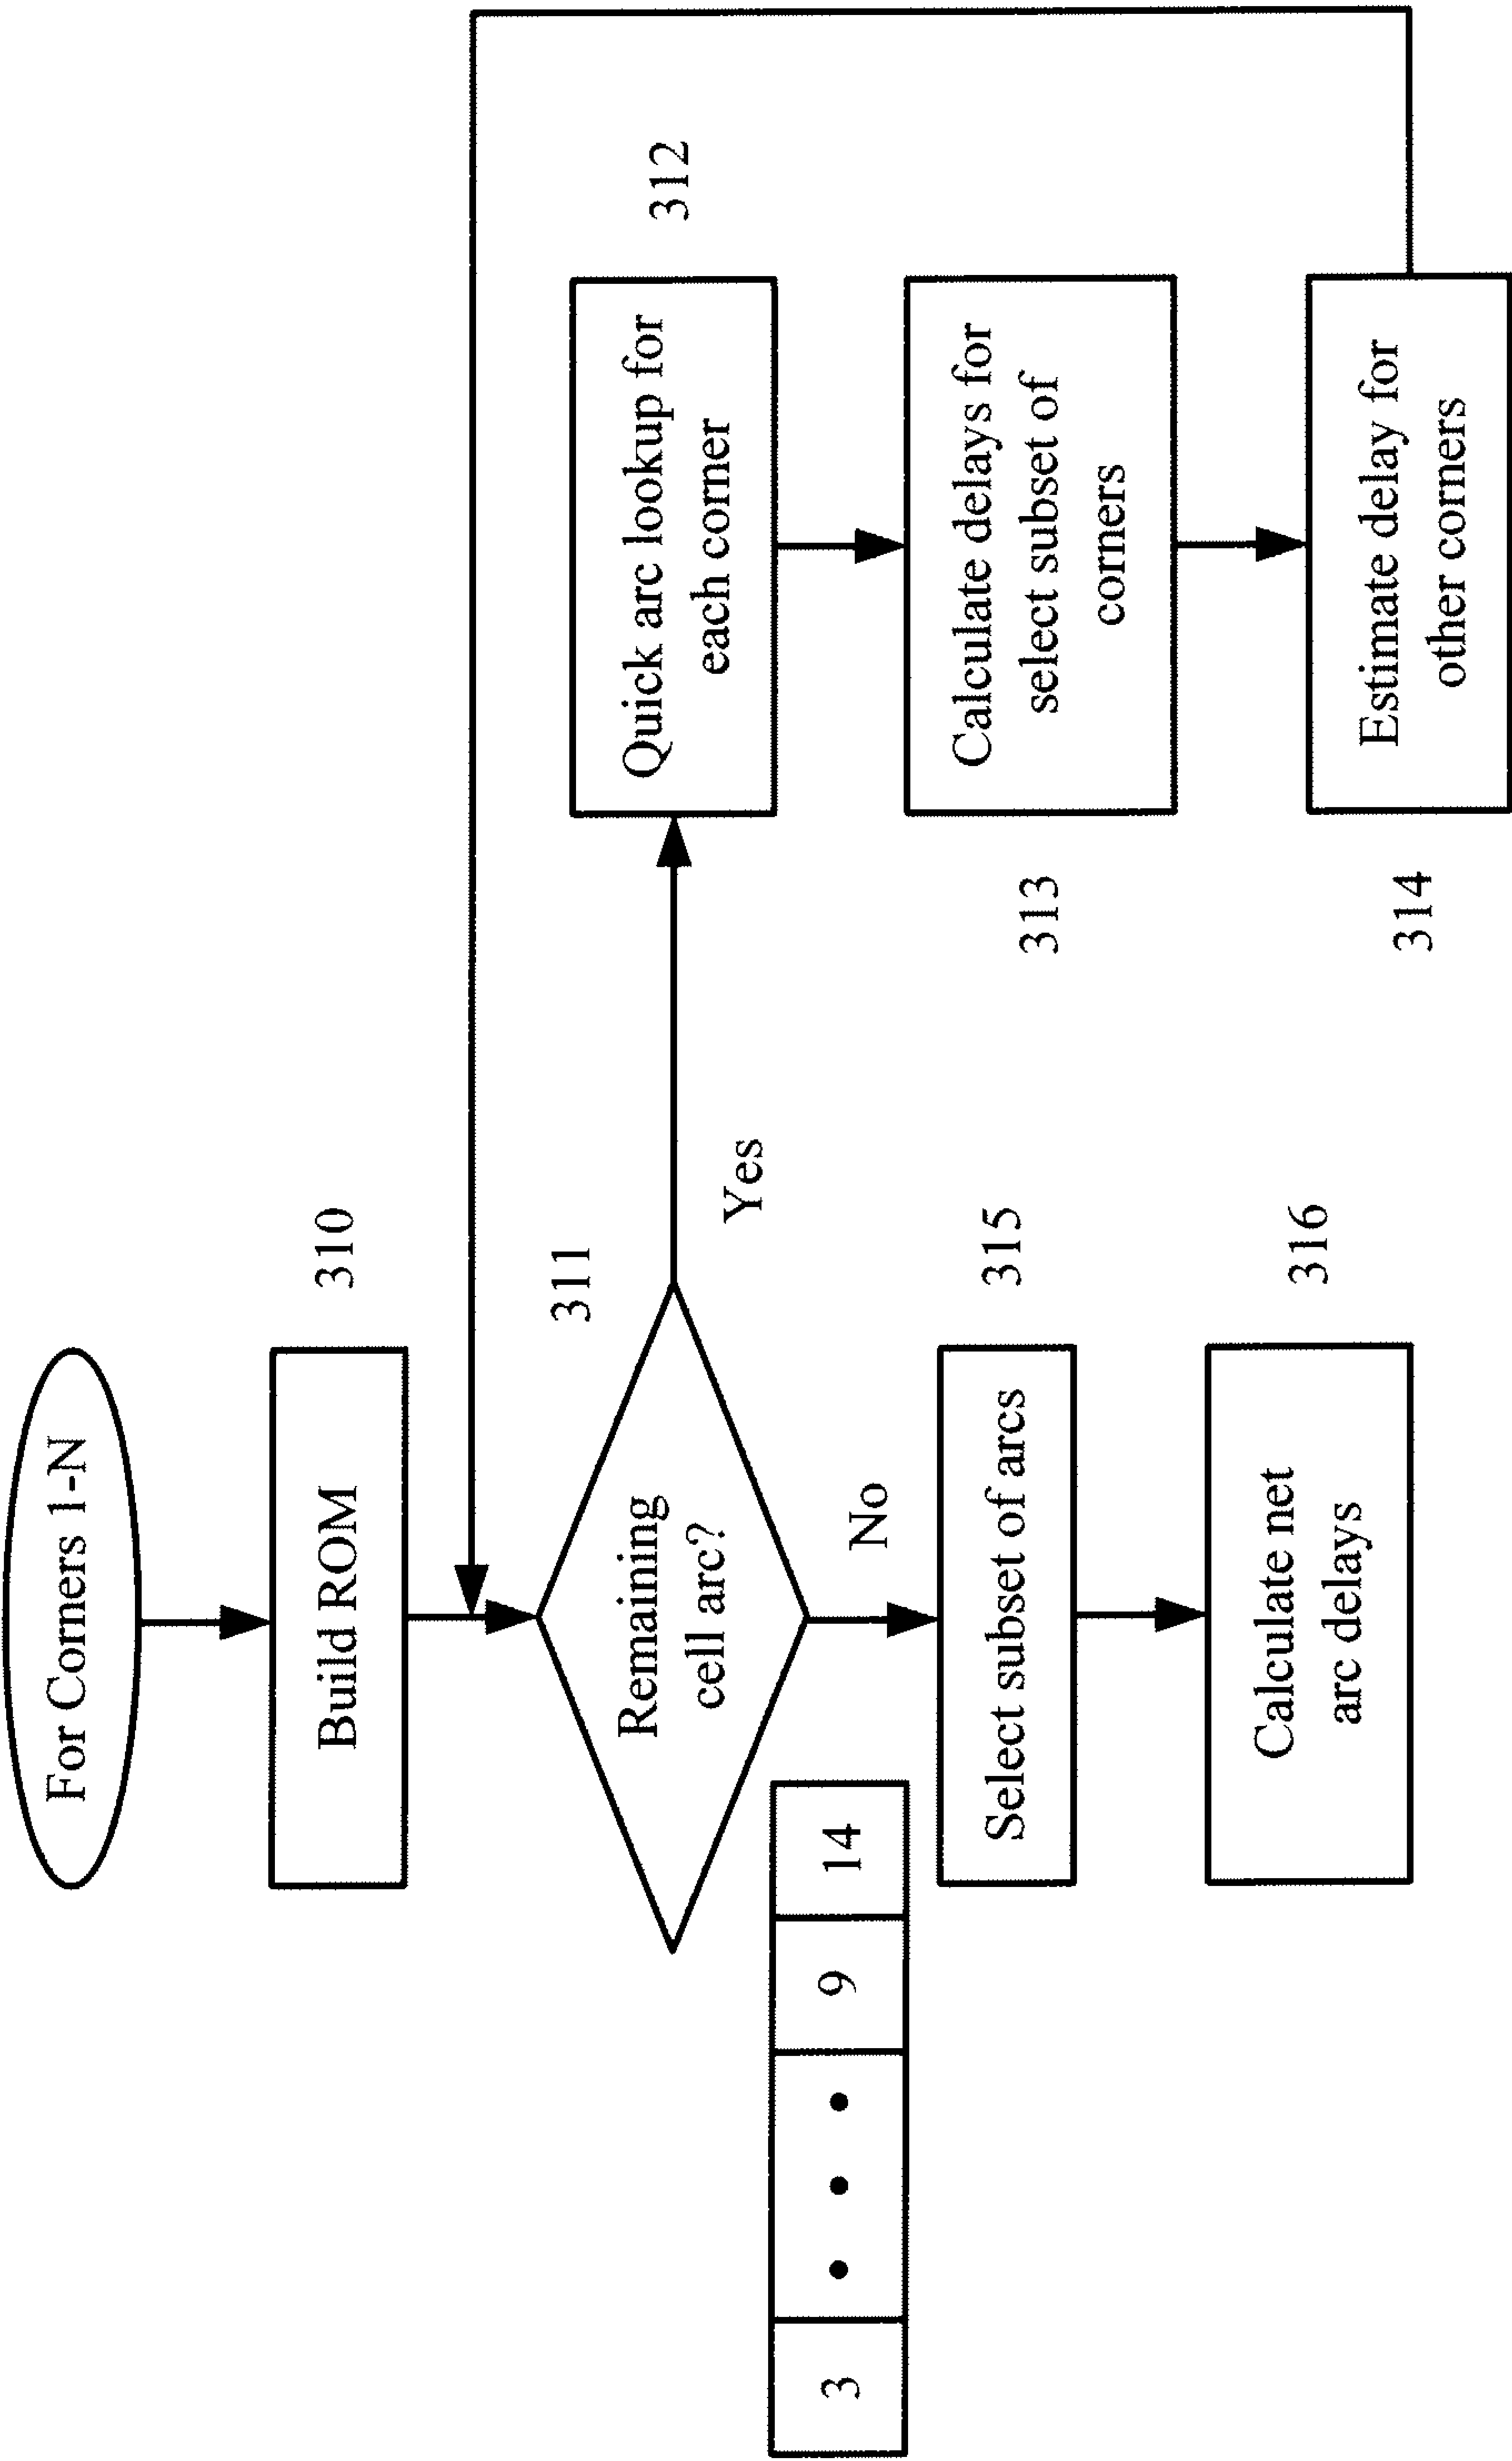 For Corners 1-N
Build ROM
310
Remaining
cell arc?
311
Yes
Quick arc lookup for
each corner
312
Calculate delays for
select subset of
corners
313
Estimate delay for
other corners
314
No
3 • • • 9 14
Select subset of arcs
315
Calculate net
arc delays
316